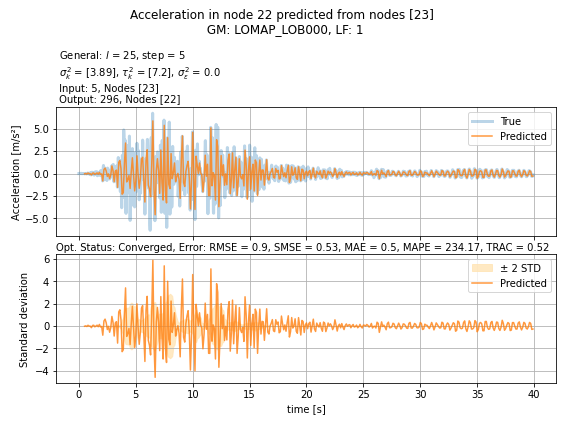 Acceleration in node 22 predicted from nodes [23]
GM: LOMAP_LOB000, LF: 1
General: l = 25, step = 5
σ²ₖ = [3.89], τ²ₖ = [7.2], σ²ε = 0.0
Input: 5, Nodes [23]
Output: 296, Nodes [22]
Acceleration [m/s²]
5.0
2.5
0.0
−2.5
−5.0
True
Predicted
Opt. Status: Converged, Error: RMSE = 0.9, SMSE = 0.53, MAE = 0.5, MAPE = 234.17, TRAC = 0.52
Standard deviation
6
4
2
0
−2
−4
± 2 STD
Predicted
0 5 10 15 20 25 30 35 40
time [s]